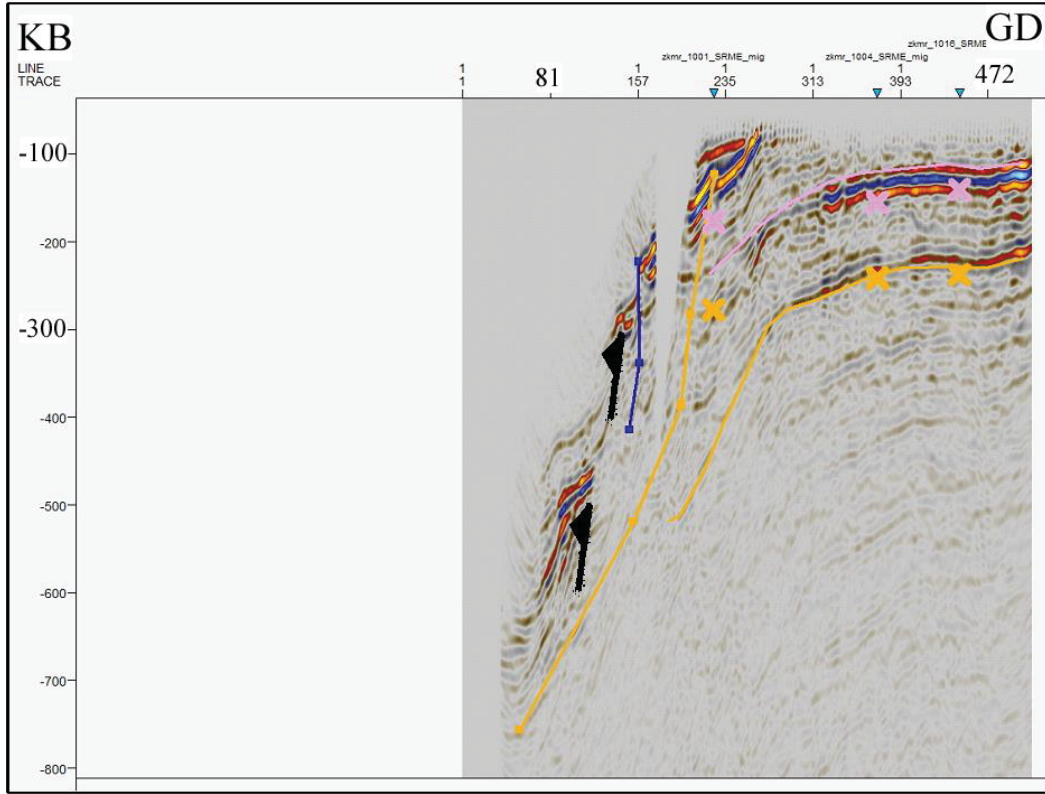 KB GD
zkmr_1016_SRME
zkmr_1001_SRME_mig zkmr_1004_SRME_mig
LINE 1 1 1 1 1
TRACE 1 81 157 235 313 393 472
-100
-200
-300
-400
-500
-600
-700
-800